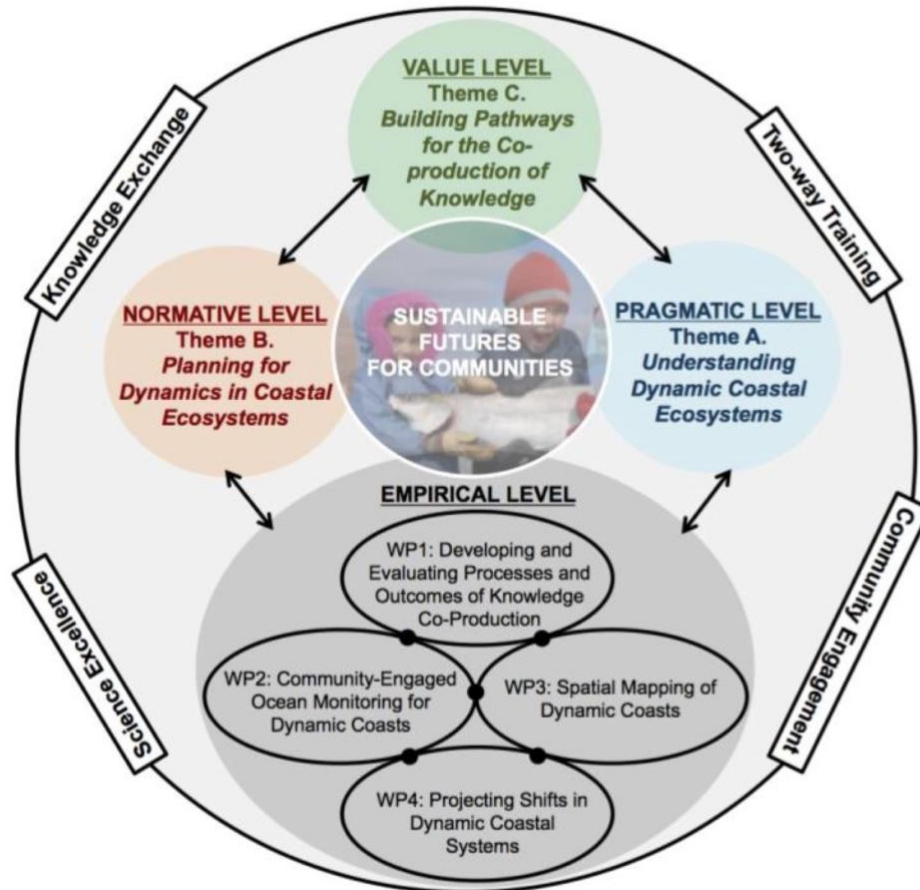 VALUE LEVEL
Theme C.
Building Pathways
for the Co-
production of
Knowledge
Knowledge Exchange
Two-way Training
NORMATIVE LEVEL
Theme B.
Planning for
Dynamics in Coastal
Ecosystems
SUSTAINABLE
FUTURES
FOR COMMUNITIES
PRAGMATIC LEVEL
Theme A.
Understanding
Dynamic Coastal
Ecosystems
EMPIRICAL LEVEL
WP1: Developing and
Evaluating Processes and
Outcomes of Knowledge
Co-Production
WP2: Community-Engaged
Ocean Monitoring for
Dynamic Coasts
WP3: Spatial Mapping of
Dynamic Coasts
WP4: Projecting Shifts in
Dynamic Coastal
Systems
Science Excellence
Community Engagement